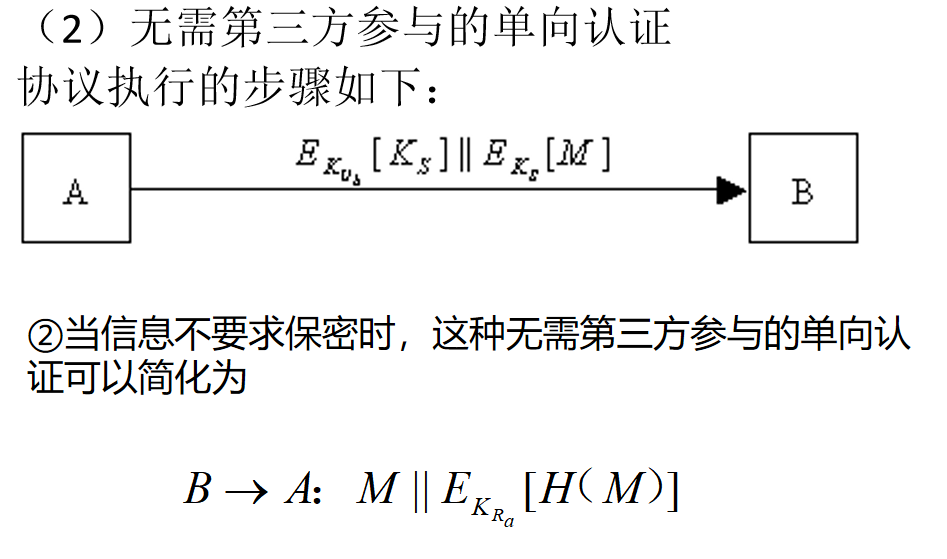 （2）无需第三方参与的单向认证
协议执行的步骤如下：
E_{K_{U_b}}[K_S]‖E_{K_S}[M]
A
B
②当信息不要求保密时，这种无需第三方参与的单向认
证可以简化为
B → A：M || E_{K_{R_a}}[H（M）]